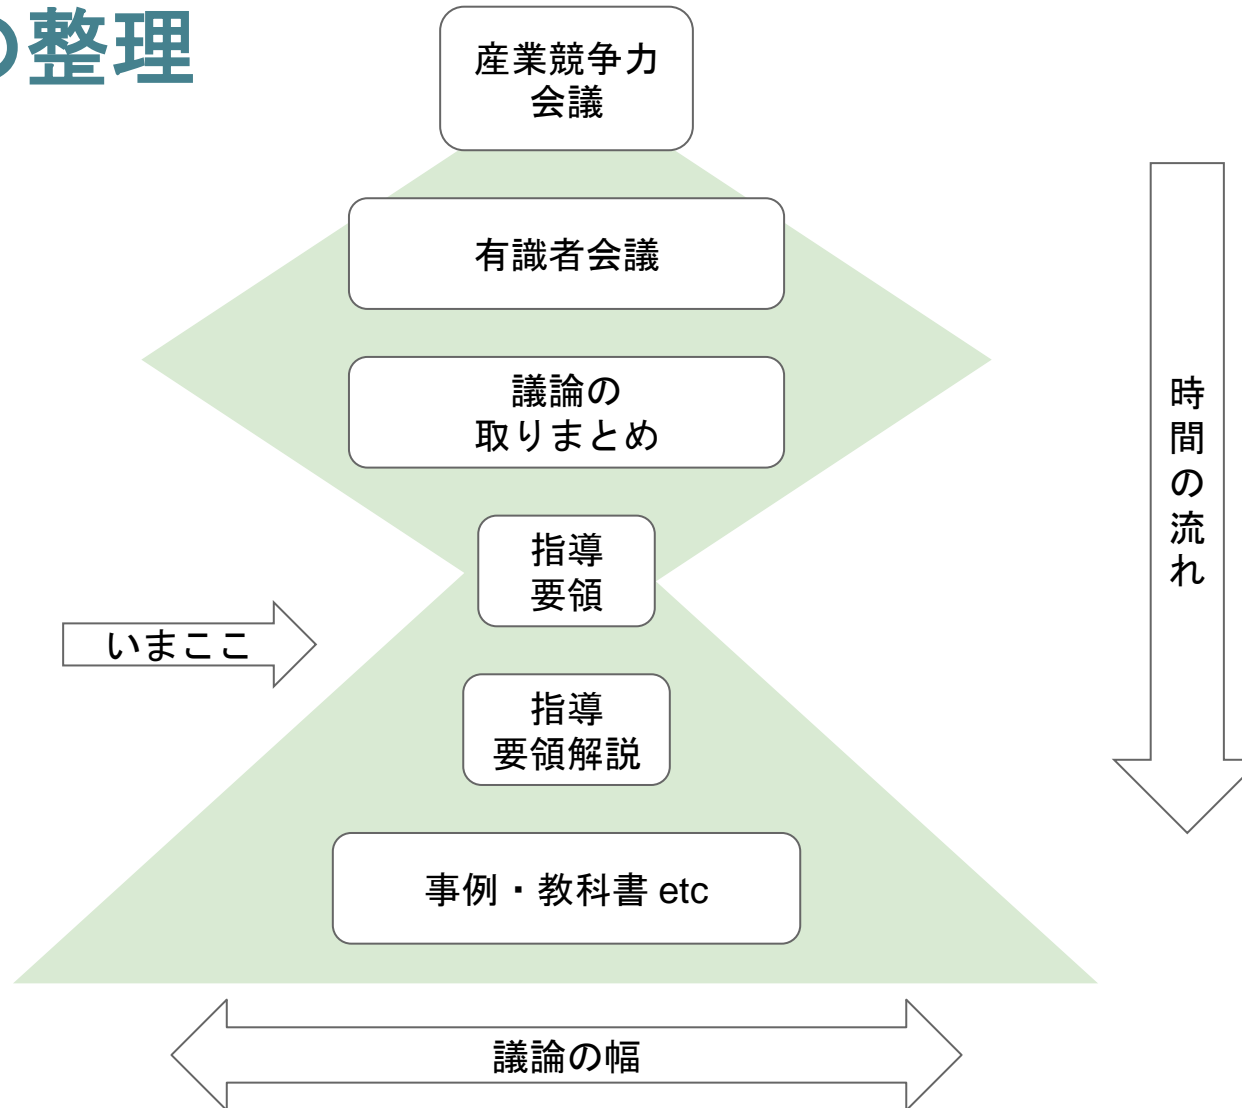 の整理
産業競争力
会議
有識者会議
議論の
取りまとめ
指導
要領
いまここ
指導
要領解説
事例・教科書 etc
議論の幅
時間の流れ